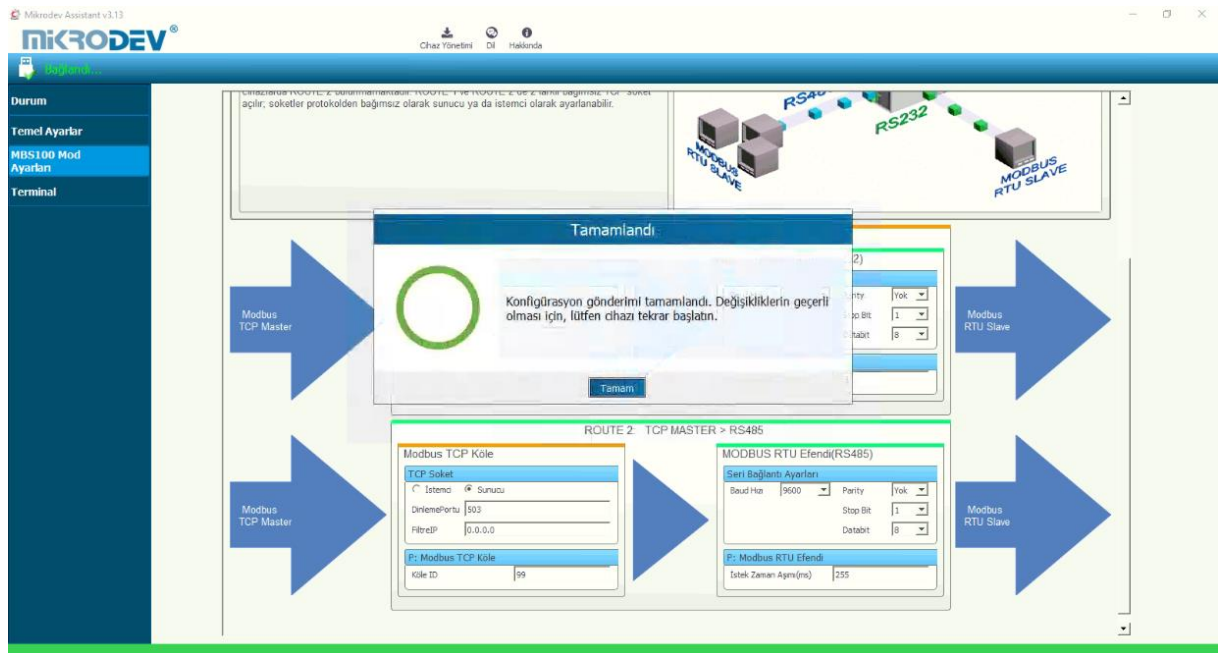 Mikrodev Assistant v3.13
MiKRODEV®
Cihaz Yönetimi Dil Hakkında
Bağlandı...
Durum
Temel Ayarlar
MBS100 Mod
Ayarları
Terminal
açılır; soketler protokolden bağımsız olarak sunucu ya da istemci olarak ayarlanabilir.
RS232
MODBUS
RTU SLAVE
MODBUS
RTU SLAVE
Tamamlandı
Konfigürasyon gönderimi tamamlandı. Değişikliklerin geçerli
olması için, lütfen cihazı tekrar başlatın.
Tamam
Modbus
TCP Master
Yok
1
8
Modbus
RTU Slave
ROUTE 2: TCP MASTER > RS485
Modbus TCP Köle
TCP Soket
İstemci Sunucu
DinlemePortu 503
FiltreIP 0.0.0.0
P: Modbus TCP Köle
Köle ID 99
MODBUS RTU Efendi(RS485)
Seri Bağlantı Ayarları
Baud Hızı 9600 Parity Yok
Stop Bit 1
Databit 8
P: Modbus RTU Efendi
İstek Zaman Aşımı(ms) 255
Modbus
TCP Master
Modbus
RTU Slave